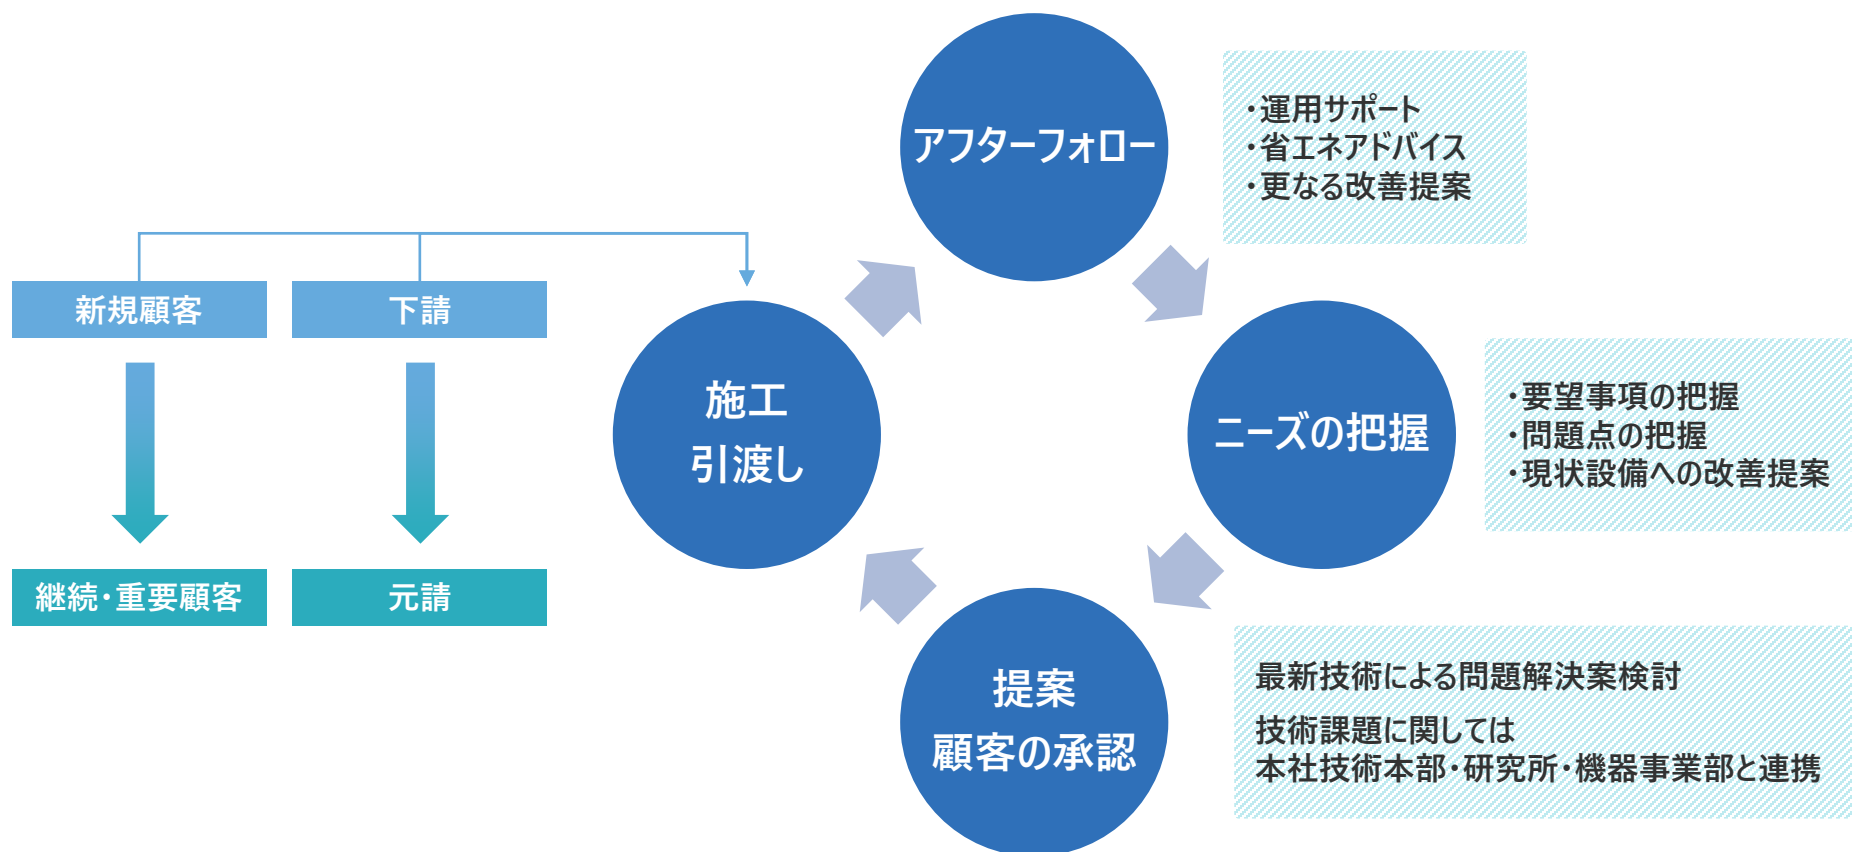 アフターフォロー
・運用サポート
・省エネアドバイス
・更なる改善提案
新規顧客
下請
継続・重要顧客
元請
施工
引渡し
ニーズの把握
・要望事項の把握
・問題点の把握
・現状設備への改善提案
提案
顧客の承認
最新技術による問題解決案検討
技術課題に関しては
本社技術本部・研究所・機器事業部と連携